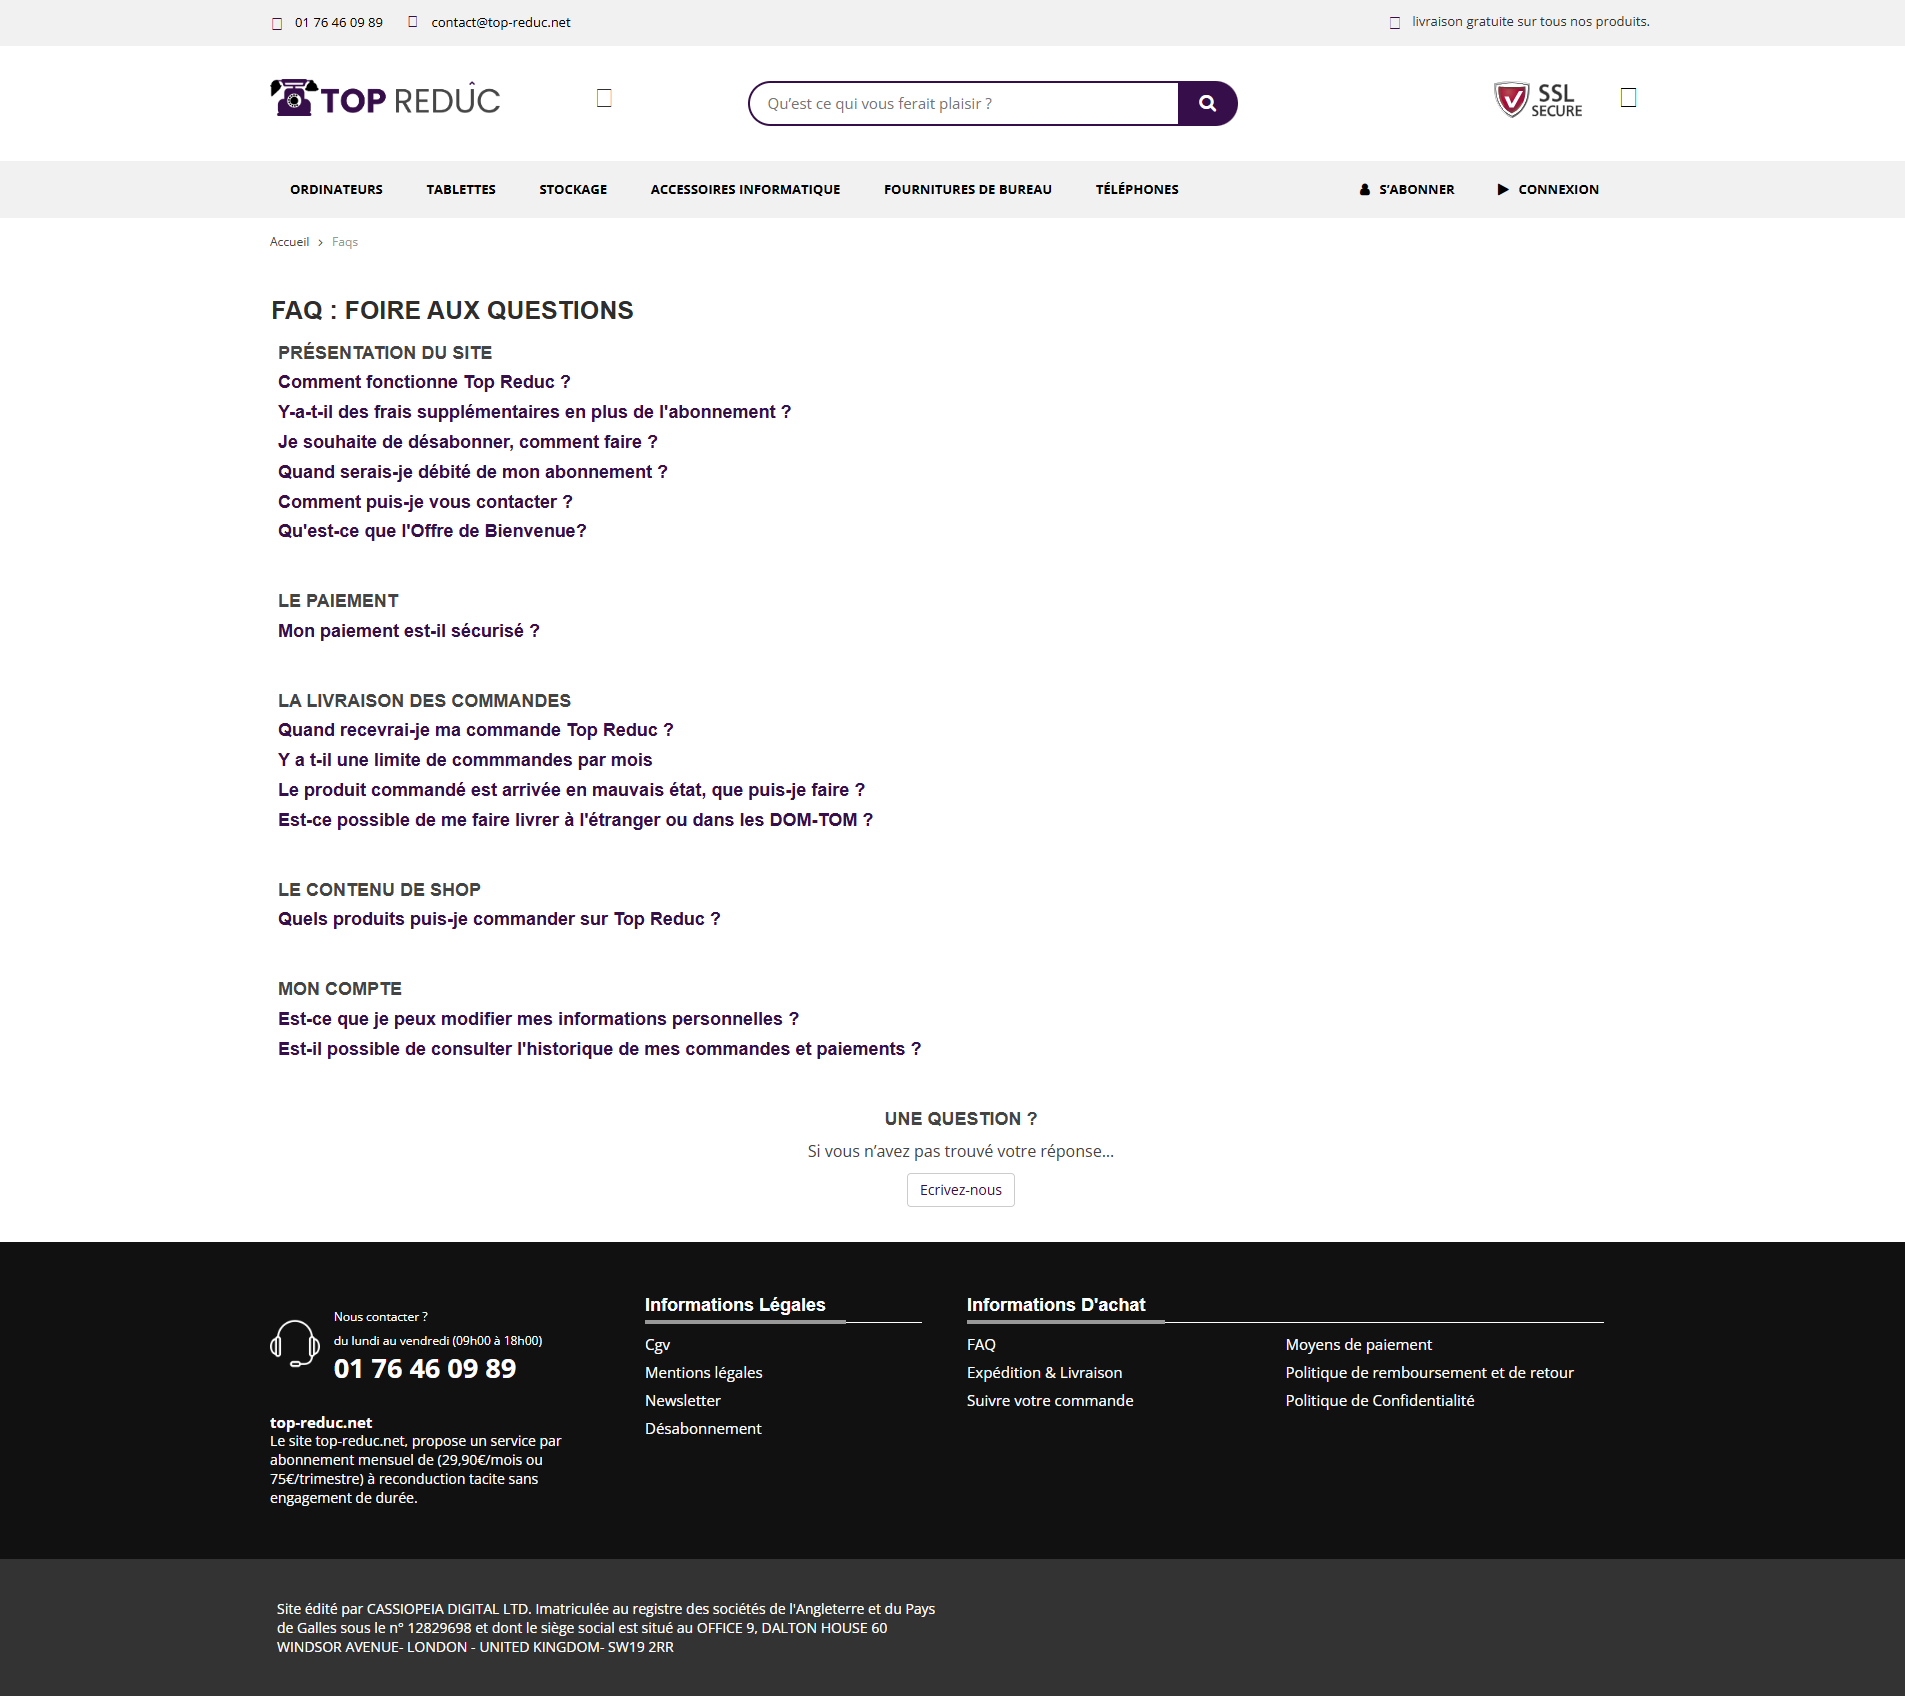 01 76 46 09 89
contact@top-reduc.net
livraison gratuite sur tous nos produits.
TOP REDÛC
Qu’est ce qui vous ferait plaisir ?
SSL
SECURE
ORDINATEURS
TABLETTES
STOCKAGE
ACCESSOIRES INFORMATIQUE
FOURNITURES DE BUREAU
TÉLÉPHONES
S’ABONNER
CONNEXION
Accueil > Faqs
FAQ : FOIRE AUX QUESTIONS
PRÉSENTATION DU SITE
Comment fonctionne Top Reduc ?
Y-a-t-il des frais supplémentaires en plus de l'abonnement ?
Je souhaite de désabonner, comment faire ?
Quand serais-je débité de mon abonnement ?
Comment puis-je vous contacter ?
Qu'est-ce que l'Offre de Bienvenue?
LE PAIEMENT
Mon paiement est-il sécurisé ?
LA LIVRAISON DES COMMANDES
Quand recevrai-je ma commande Top Reduc ?
Y a t-il une limite de commmandes par mois
Le produit commandé est arrivée en mauvais état, que puis-je faire ?
Est-ce possible de me faire livrer à l'étranger ou dans les DOM-TOM ?
LE CONTENU DE SHOP
Quels produits puis-je commander sur Top Reduc ?
MON COMPTE
Est-ce que je peux modifier mes informations personnelles ?
Est-il possible de consulter l'historique de mes commandes et paiements ?
UNE QUESTION ?
Si vous n’avez pas trouvé votre réponse...
Ecrivez-nous
Nous contacter ?
du lundi au vendredi (09h00 à 18h00)
01 76 46 09 89
top-reduc.net
Le site top-reduc.net, propose un service par
abonnement mensuel de (29,90€/mois ou
75€/trimestre) à reconduction tacite sans
engagement de durée.
Informations Légales
Cgv
Mentions légales
Newsletter
Désabonnement
Informations D'achat
FAQ
Expédition & Livraison
Suivre votre commande
Moyens de paiement
Politique de remboursement et de retour
Politique de Confidentialité
Site édité par CASSIOPEIA DIGITAL LTD. Imatriculée au registre des sociétés de l'Angleterre et du Pays
de Galles sous le n° 12829698 et dont le siège social est situé au OFFICE 9, DALTON HOUSE 60
WINDSOR AVENUE- LONDON - UNITED KINGDOM- SW19 2RR